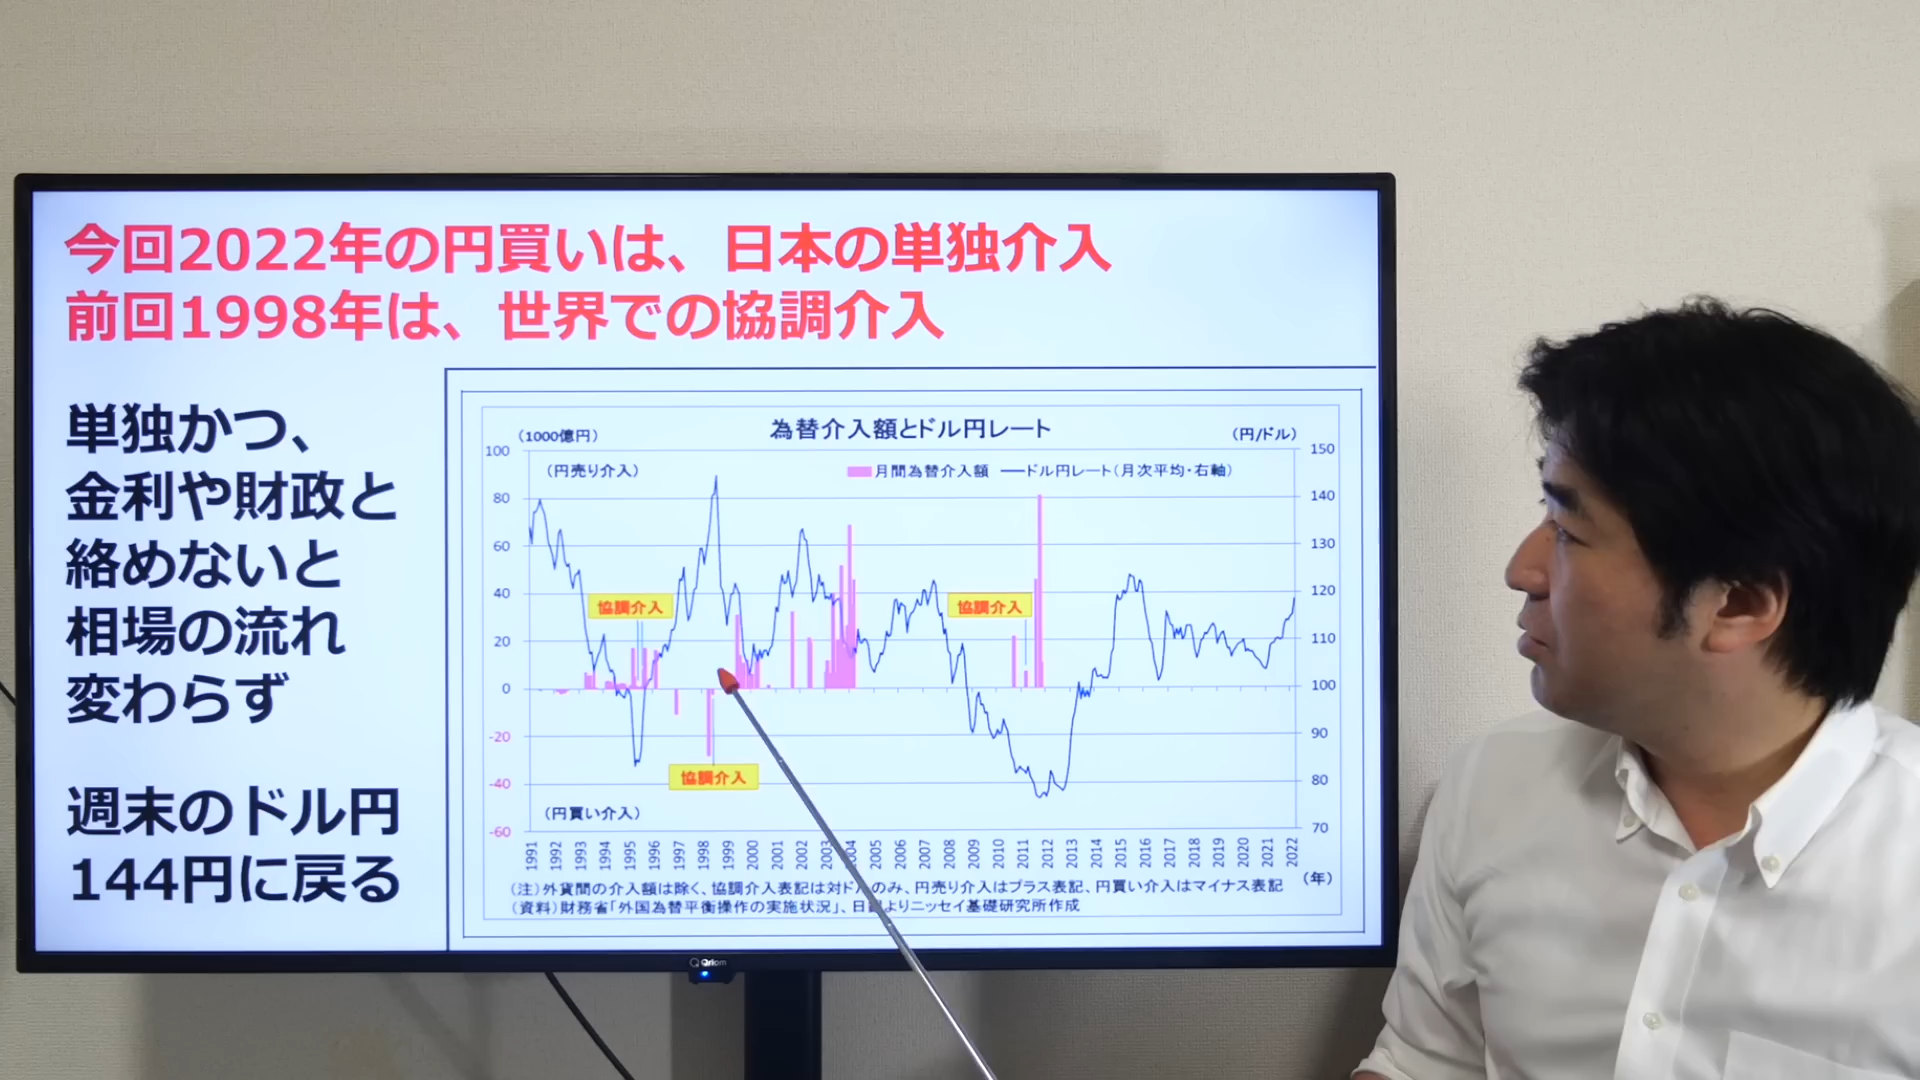 今回2022年の円買いは、日本の単独介入
前回1998年は、世界での協調介入
単独かつ、
金利や財政と
絡めないと
相場の流れ
変わらず
週末のドル円
144円に戻る
為替介入額とドル円レート
(1000億円)
(円/ドル)
(円売り介入)
月間為替介入額
ドル円レート(月次平均・右軸)
100
80
60
40
20
0
-20
-40
-60
150
140
130
120
110
100
90
80
70
協調介入
協調介入
協調介入
(円買い介入)
1991 1992 1993 1994 1995 1996 1997 1998 1999 2000 2001 2002 2003 2004 2005 2006 2007 2008 2009 2010 2011 2012 2013 2014 2015 2016 2017 2018 2019 2020 2021 2022
(年)
(注)外貨間の介入額は除く、協調介入表記は対ドルのみ、円売り介入はプラス表記、円買い介入はマイナス表記
(資料)財務省「外国為替平衡操作の実施状況」、日銀よりニッセイ基礎研究所作成
Qriom